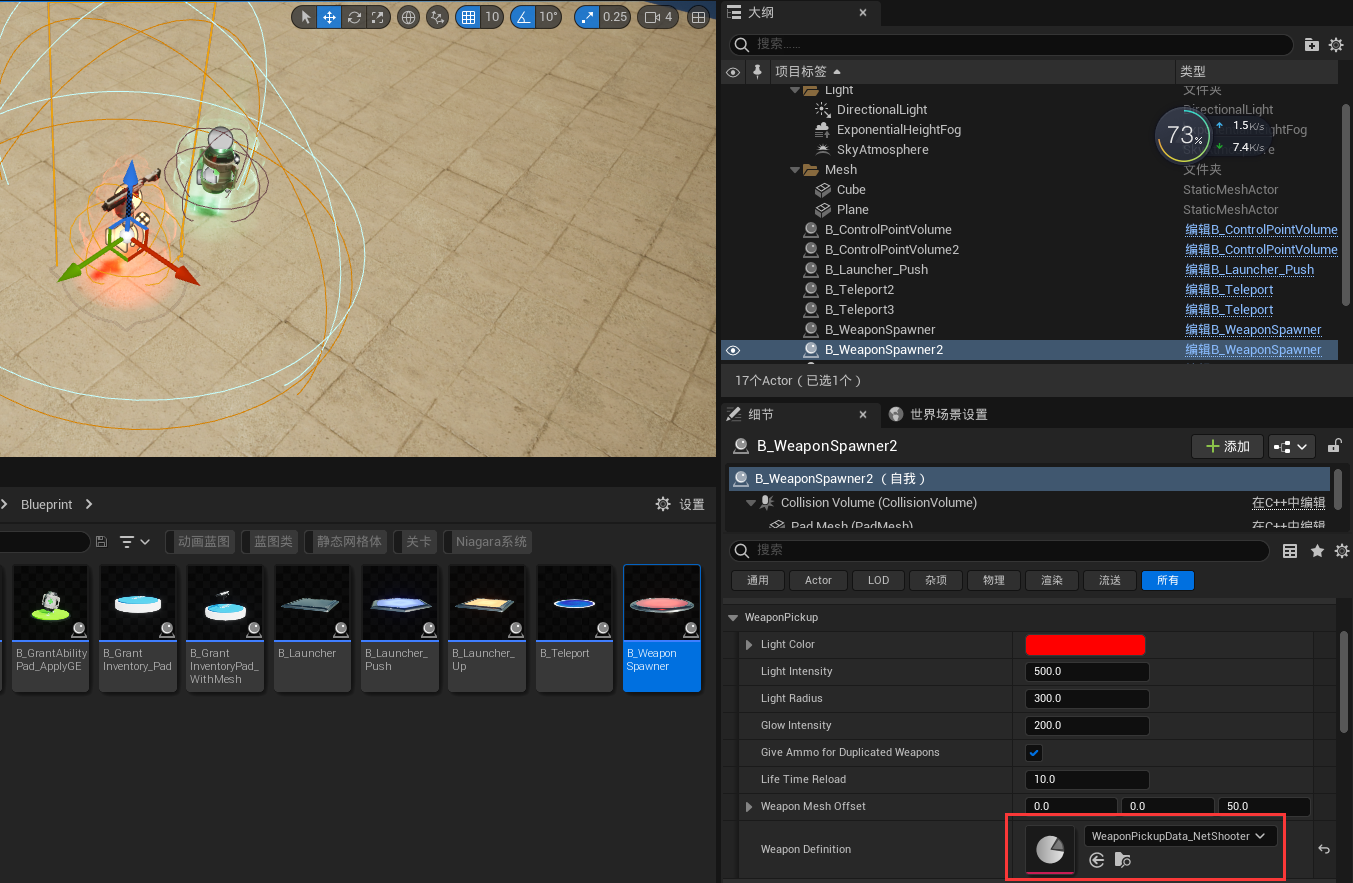 10
10°
0.25
4
大纲
搜索......
项目标签
类型
Light
文件夹
DirectionalLight
DirectionalLight
ExponentialHeightFog
SkyAtmosphere
73%
1.5K/s
7.4K/s
Mesh
文件夹
Cube
StaticMeshActor
Plane
StaticMeshActor
B_ControlPointVolume
编辑B_ControlPointVolume
B_ControlPointVolume2
编辑B_ControlPointVolume
B_Launcher_Push
编辑B_Launcher_Push
B_Teleport2
编辑B_Teleport
B_Teleport3
编辑B_Teleport
B_WeaponSpawner
编辑B_WeaponSpawner
B_WeaponSpawner2
编辑B_WeaponSpawner
17个Actor（已选1个）
细节
世界场景设置
B_WeaponSpawner2
添加
B_WeaponSpawner2 （自我）
Collision Volume (CollisionVolume)
在C++中编辑
Pad Mesh (PadMesh)
在C++中编辑
搜索
通用
Actor
LOD
杂项
物理
渲染
流送
所有
WeaponPickup
Light Color
Light Intensity
500.0
Light Radius
300.0
Glow Intensity
200.0
Give Ammo for Duplicated Weapons
Life Time Reload
10.0
Weapon Mesh Offset
0.0
0.0
50.0
Weapon Definition
WeaponPickupData_NetShooter
Blueprint
设置
动画蓝图
蓝图类
静态网格体
关卡
Niagara系统
B_GrantAbility
Pad_ApplyGE
B_Grant
Inventory_Pad
B_Grant
InventoryPad_
WithMesh
B_Launcher
B_Launcher_
Push
B_Launcher_
Up
B_Teleport
B_Weapon
Spawner